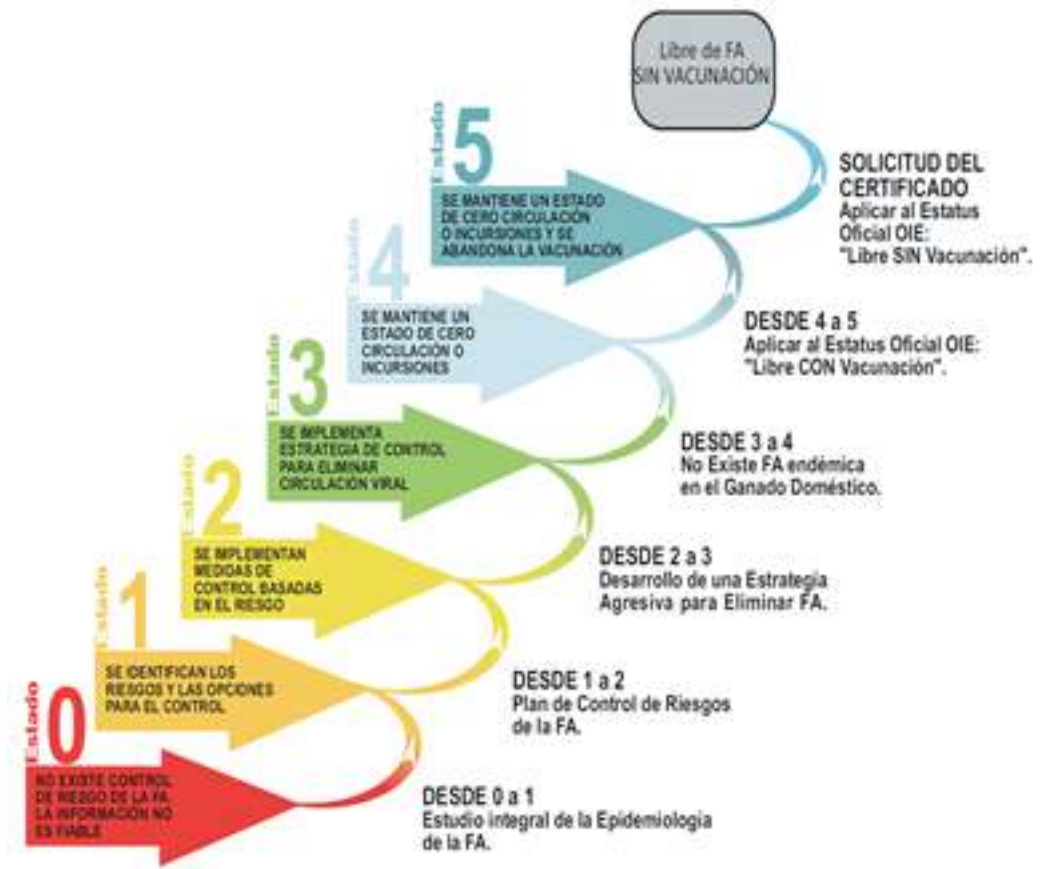 Libre de FA
SIN VACUNACIÓN
Estado
5
SE MANTIENE UN ESTADO
DE CERO CIRCULACIÓN
O INCURSIONES Y SE
ABANDONA LA VACUNACIÓN
SOLICITUD DEL
CERTIFICADO
Aplicar al Estatus
Oficial OIE:
"Libre SIN Vacunación".
Estado
4
SE MANTIENE UN
ESTADO DE CERO
CIRCULACIÓN O
INCURSIONES
DESDE 4 a 5
Aplicar al Estatus Oficial OIE:
"Libre CON Vacunación".
Estado
3
SE IMPLEMENTA
ESTRATEGIA DE CONTROL
PARA ELIMINAR
CIRCULACIÓN VIRAL
DESDE 3 a 4
No Existe FA endémica
en el Ganado Doméstico.
Estado
2
SE IMPLEMENTAN
MEDIDAS DE
CONTROL BASADAS
EN EL RIESGO
DESDE 2 a 3
Desarrollo de una Estrategia
Agresiva para Eliminar FA.
Estado
1
SE IDENTIFICAN LOS
RIESGOS Y LAS OPCIONES
PARA EL CONTROL
DESDE 1 a 2
Plan de Control de Riesgos
de la FA.
Estado
0
NO EXISTE CONTROL
DE RIESGO DE LA FA.
LA INFORMACIÓN NO
ES FIABLE
DESDE 0 a 1
Estudio integral de la Epidemiología
de la FA.